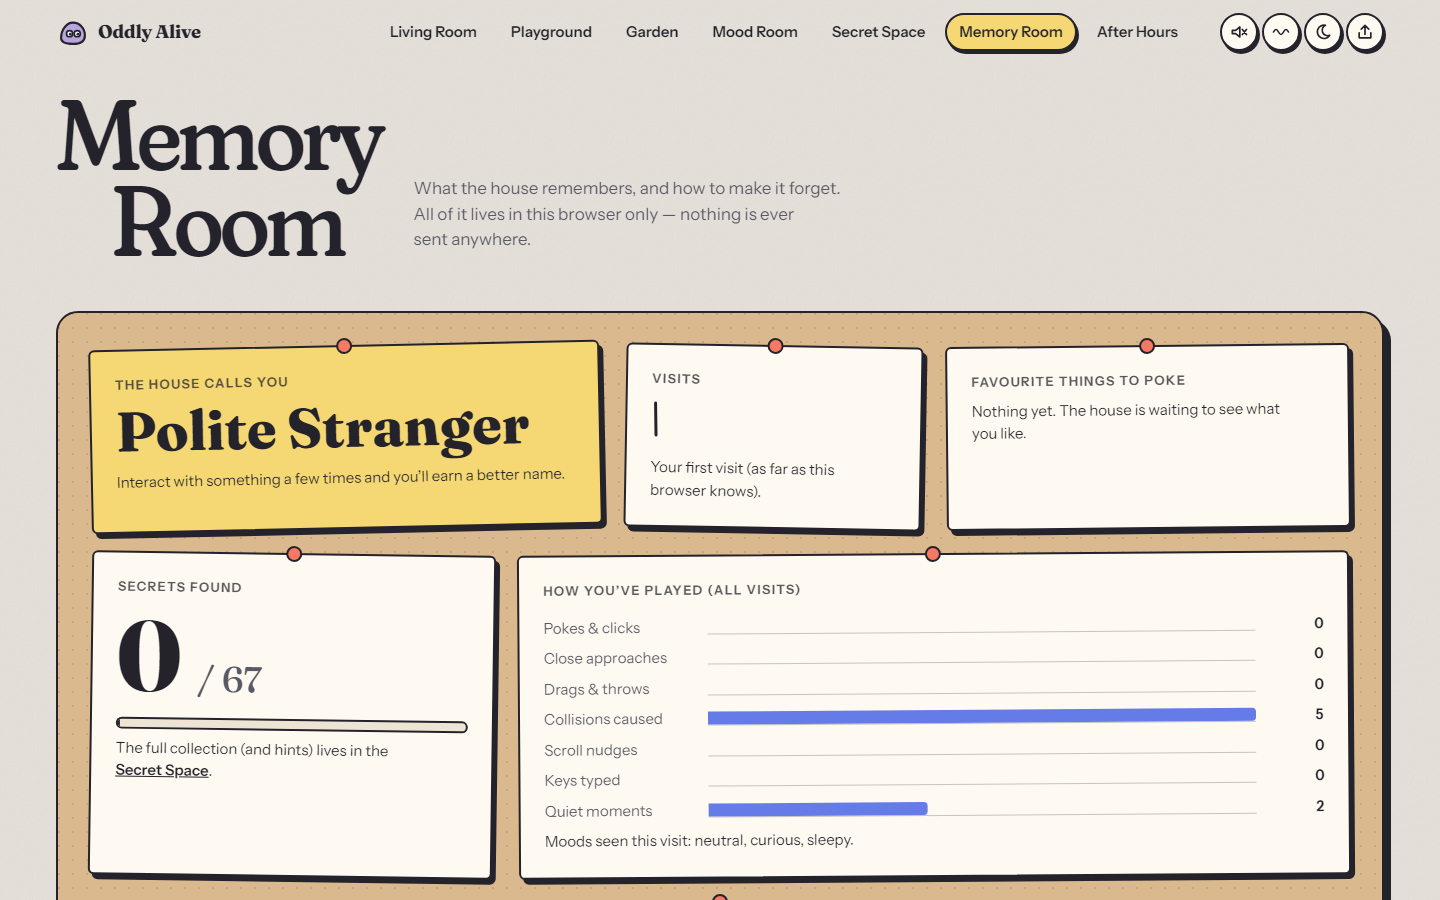 Oddly Alive
Living Room
Playground
Garden
Mood Room
Secret Space
Memory Room
After Hours
Memory
Room
What the house remembers, and how to make it forget.
All of it lives in this browser only — nothing is ever
sent anywhere.
THE HOUSE CALLS YOU
Polite Stranger
Interact with something a few times and you’ll earn a better name.
VISITS
Your first visit (as far as this
browser knows).
FAVOURITE THINGS TO POKE
Nothing yet. The house is waiting to see what
you like.
SECRETS FOUND
0 / 67
The full collection (and hints) lives in the
Secret Space.
HOW YOU’VE PLAYED (ALL VISITS)
Pokes & clicks 0
Close approaches 0
Drags & throws 0
Collisions caused 5
Scroll nudges 0
Keys typed 0
Quiet moments 2
Moods seen this visit: neutral, curious, sleepy.